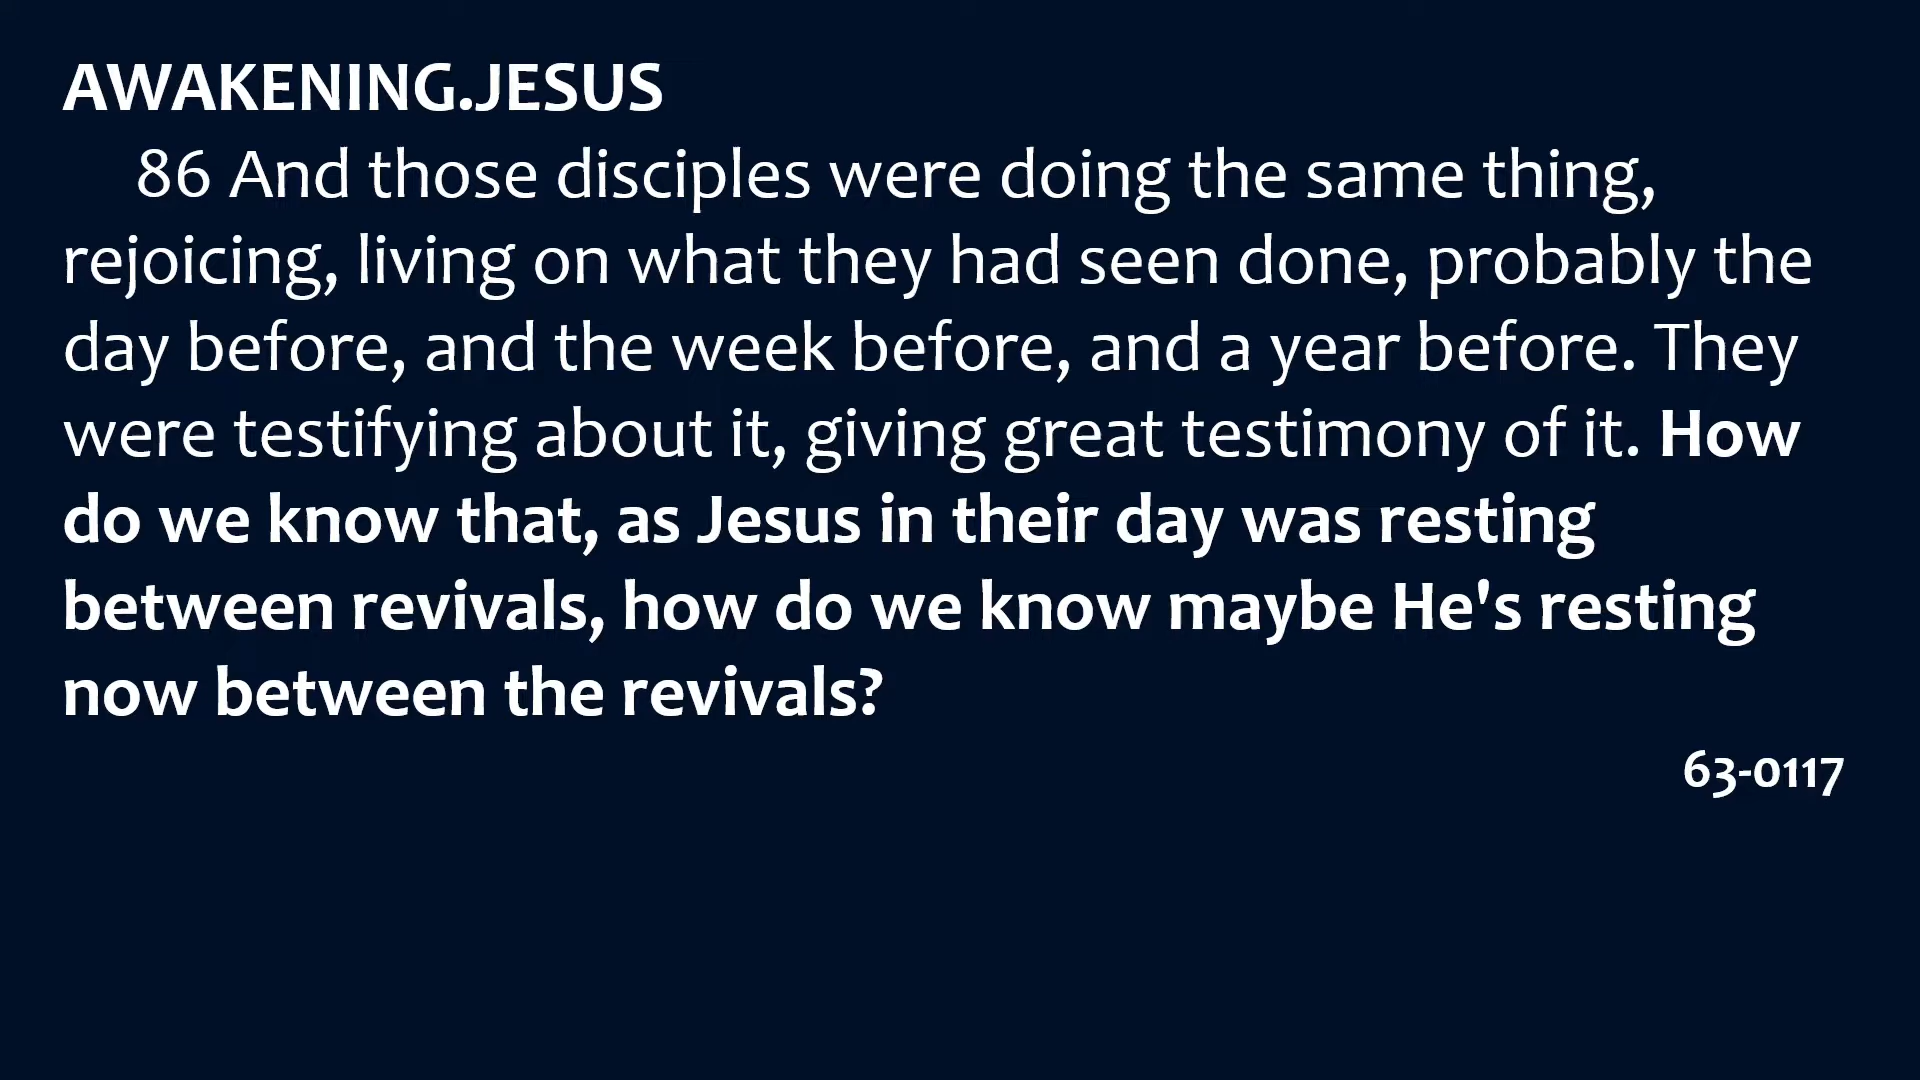 AWAKENING.JESUS
86 And those disciples were doing the same thing,
rejoicing, living on what they had seen done, probably the
day before, and the week before, and a year before. They
were testifying about it, giving great testimony of it. How
do we know that, as Jesus in their day was resting
between revivals, how do we know maybe He's resting
now between the revivals?
63-0117